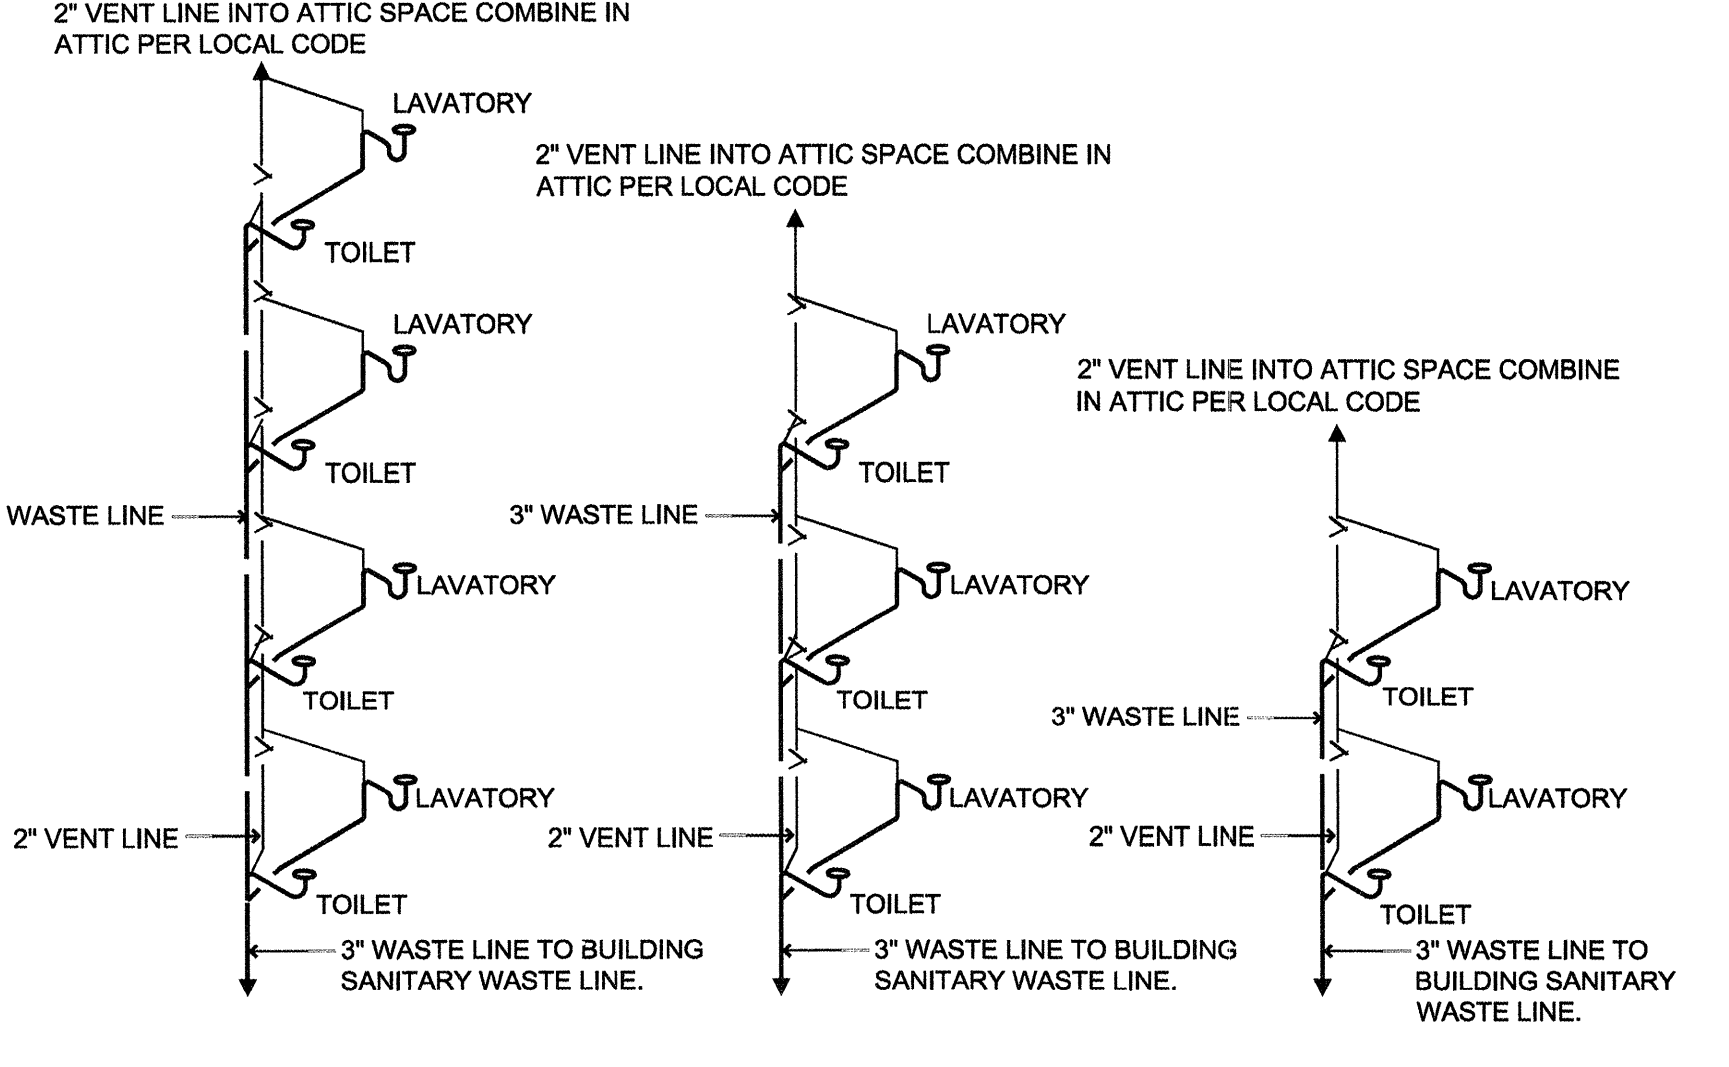 2" VENT LINE INTO ATTIC SPACE COMBINE IN
ATTIC PER LOCAL CODE
LAVATORY
TOILET
LAVATORY
TOILET
WASTE LINE
LAVATORY
TOILET
LAVATORY
2" VENT LINE
TOILET
3" WASTE LINE TO BUILDING
SANITARY WASTE LINE.
2" VENT LINE INTO ATTIC SPACE COMBINE IN
ATTIC PER LOCAL CODE
LAVATORY
TOILET
3" WASTE LINE
LAVATORY
TOILET
LAVATORY
2" VENT LINE
TOILET
3" WASTE LINE TO BUILDING
SANITARY WASTE LINE.
2" VENT LINE INTO ATTIC SPACE COMBINE
IN ATTIC PER LOCAL CODE
LAVATORY
TOILET
3" WASTE LINE
LAVATORY
2" VENT LINE
TOILET
3" WASTE LINE TO
BUILDING SANITARY
WASTE LINE.